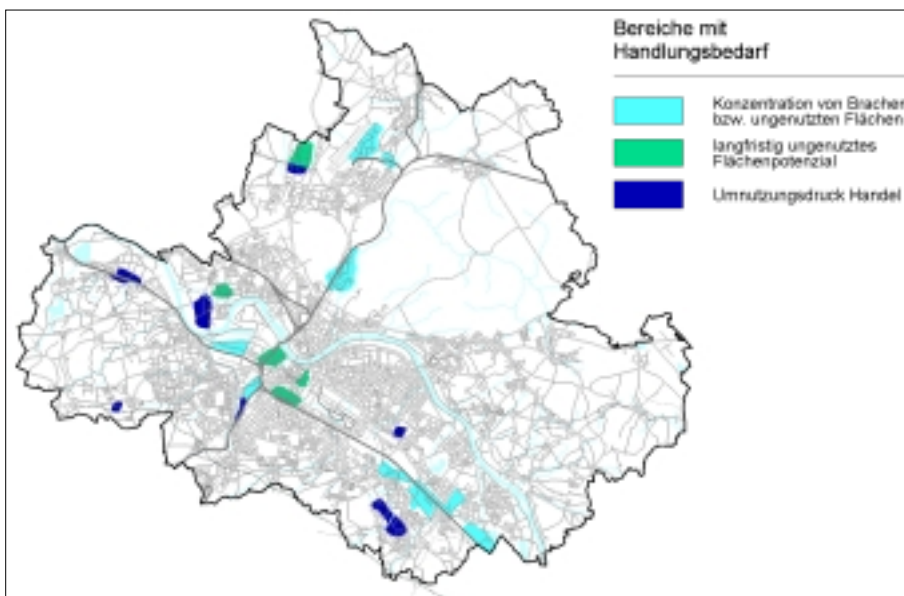 Bereiche mit
Handlungsbedarf
Konzentration von Brachen
bzw. ungenutzten Flächen
langfristig ungenutztes
Flächenpotenzial
Umnutzungsdruck Handel